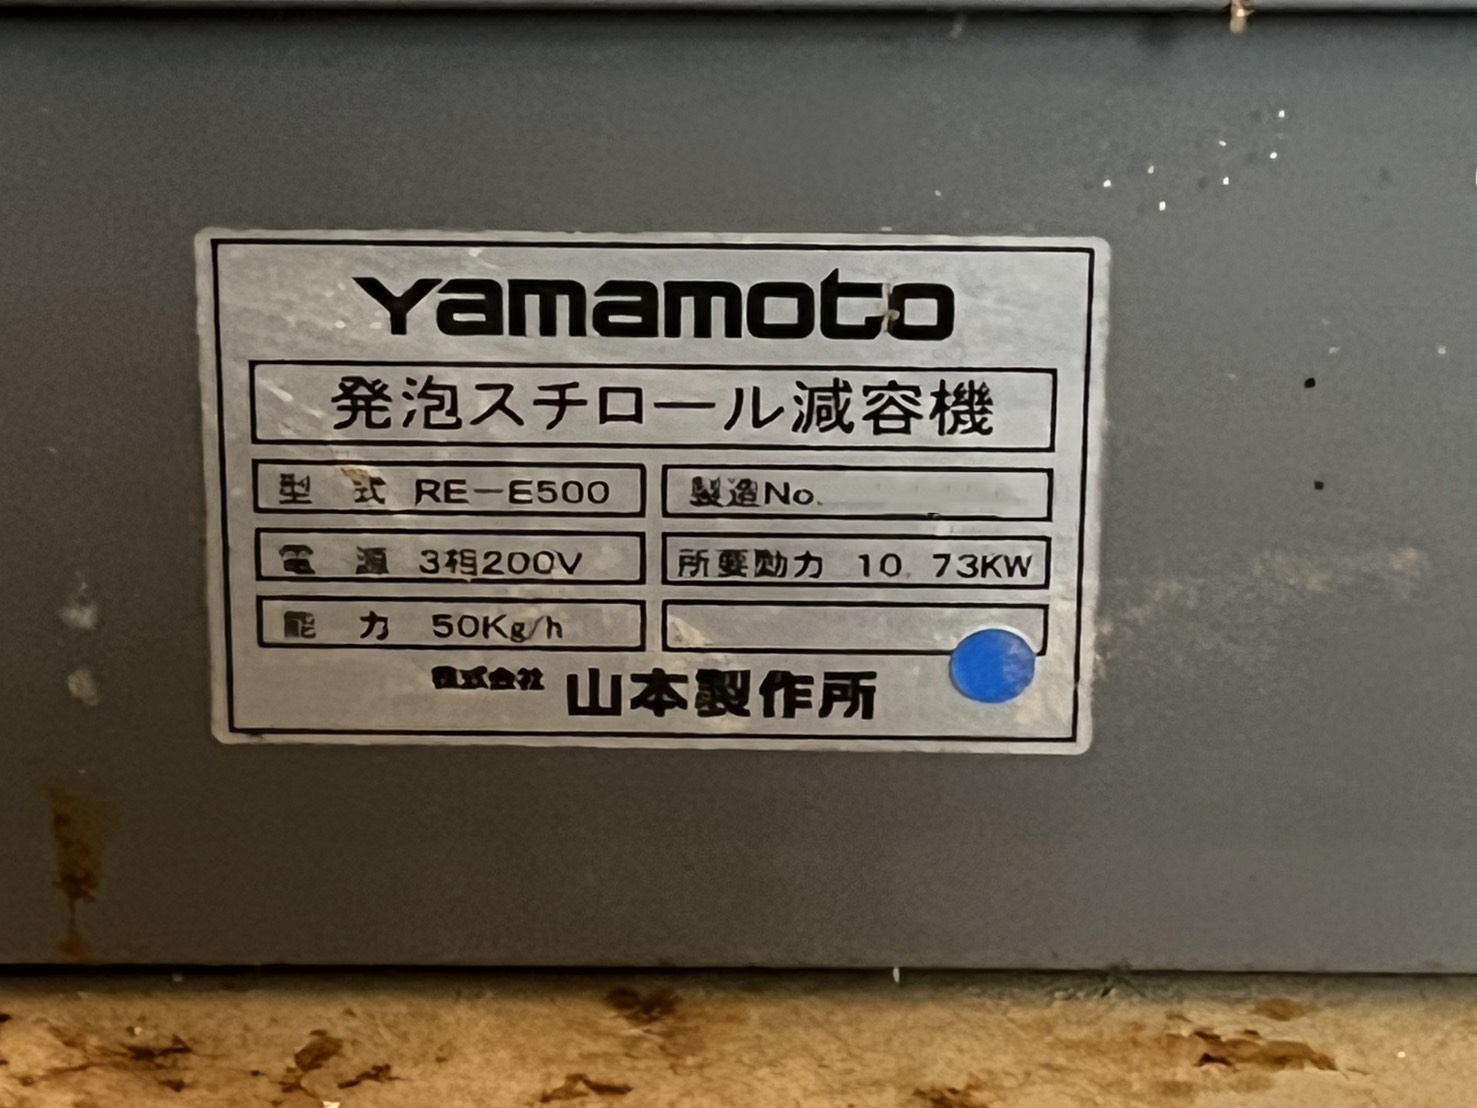 Yamamoto
発泡スチロール減容機
型 式 RE-E500 製造No.
電 源 3相200V 所要動力 10.73KW
能 力 50Kg/h
株式会社 山本製作所